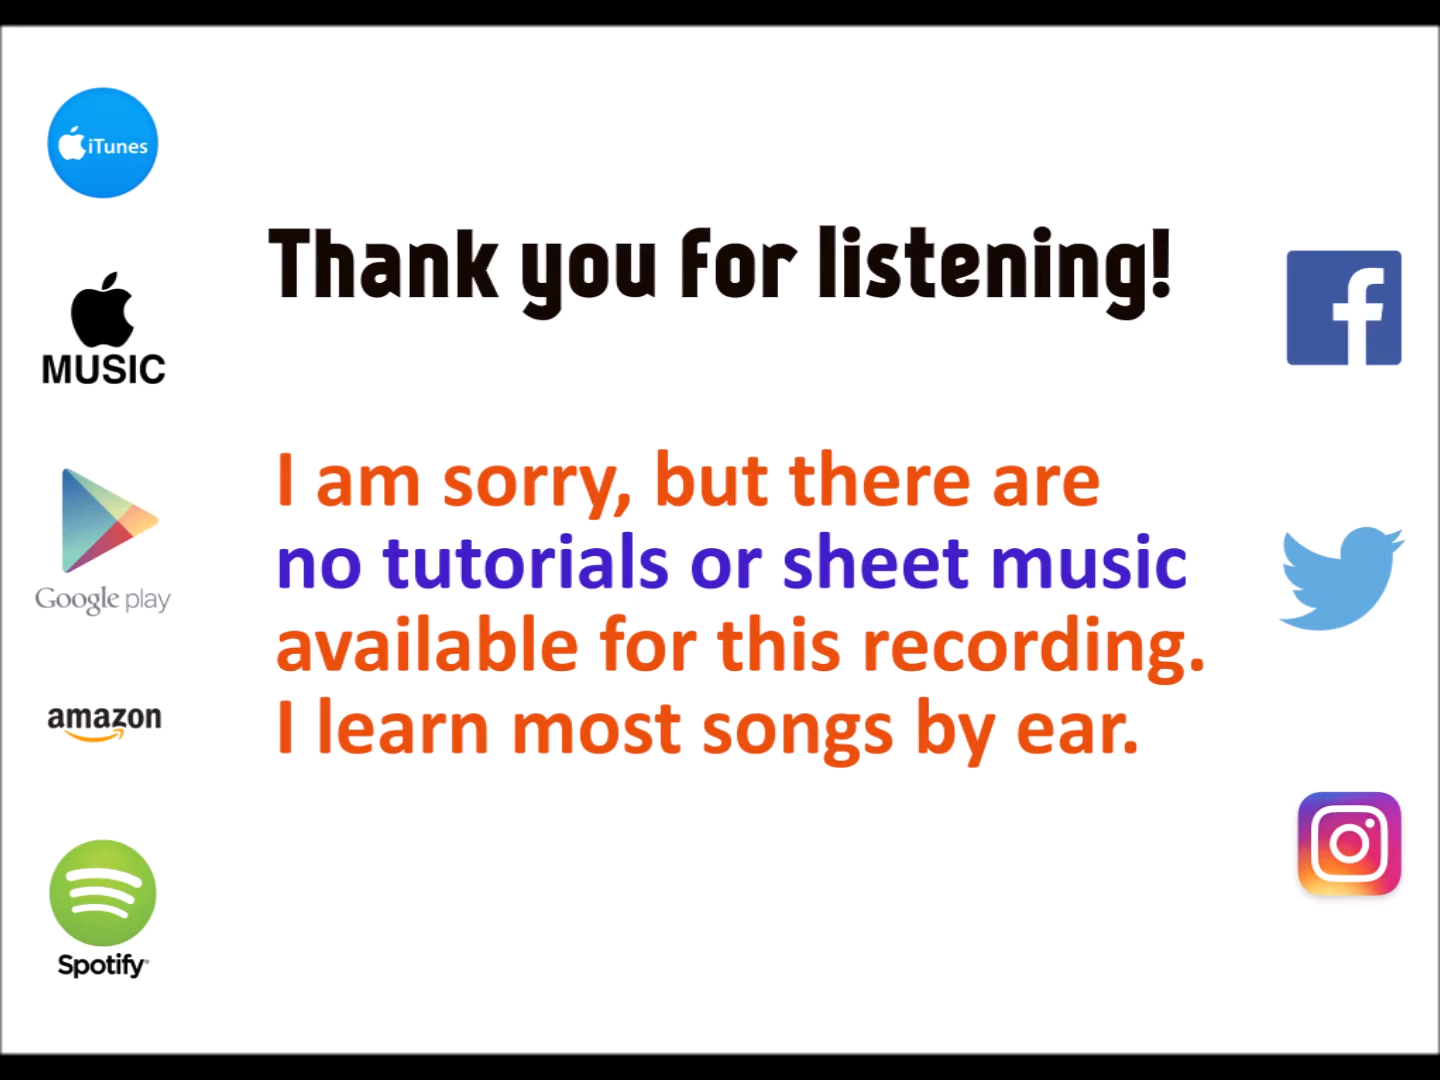 iTunes
MUSIC
Google play
amazon
Spotify
Thank you for listening!
I am sorry, but there are
no tutorials or sheet music
available for this recording.
I learn most songs by ear.